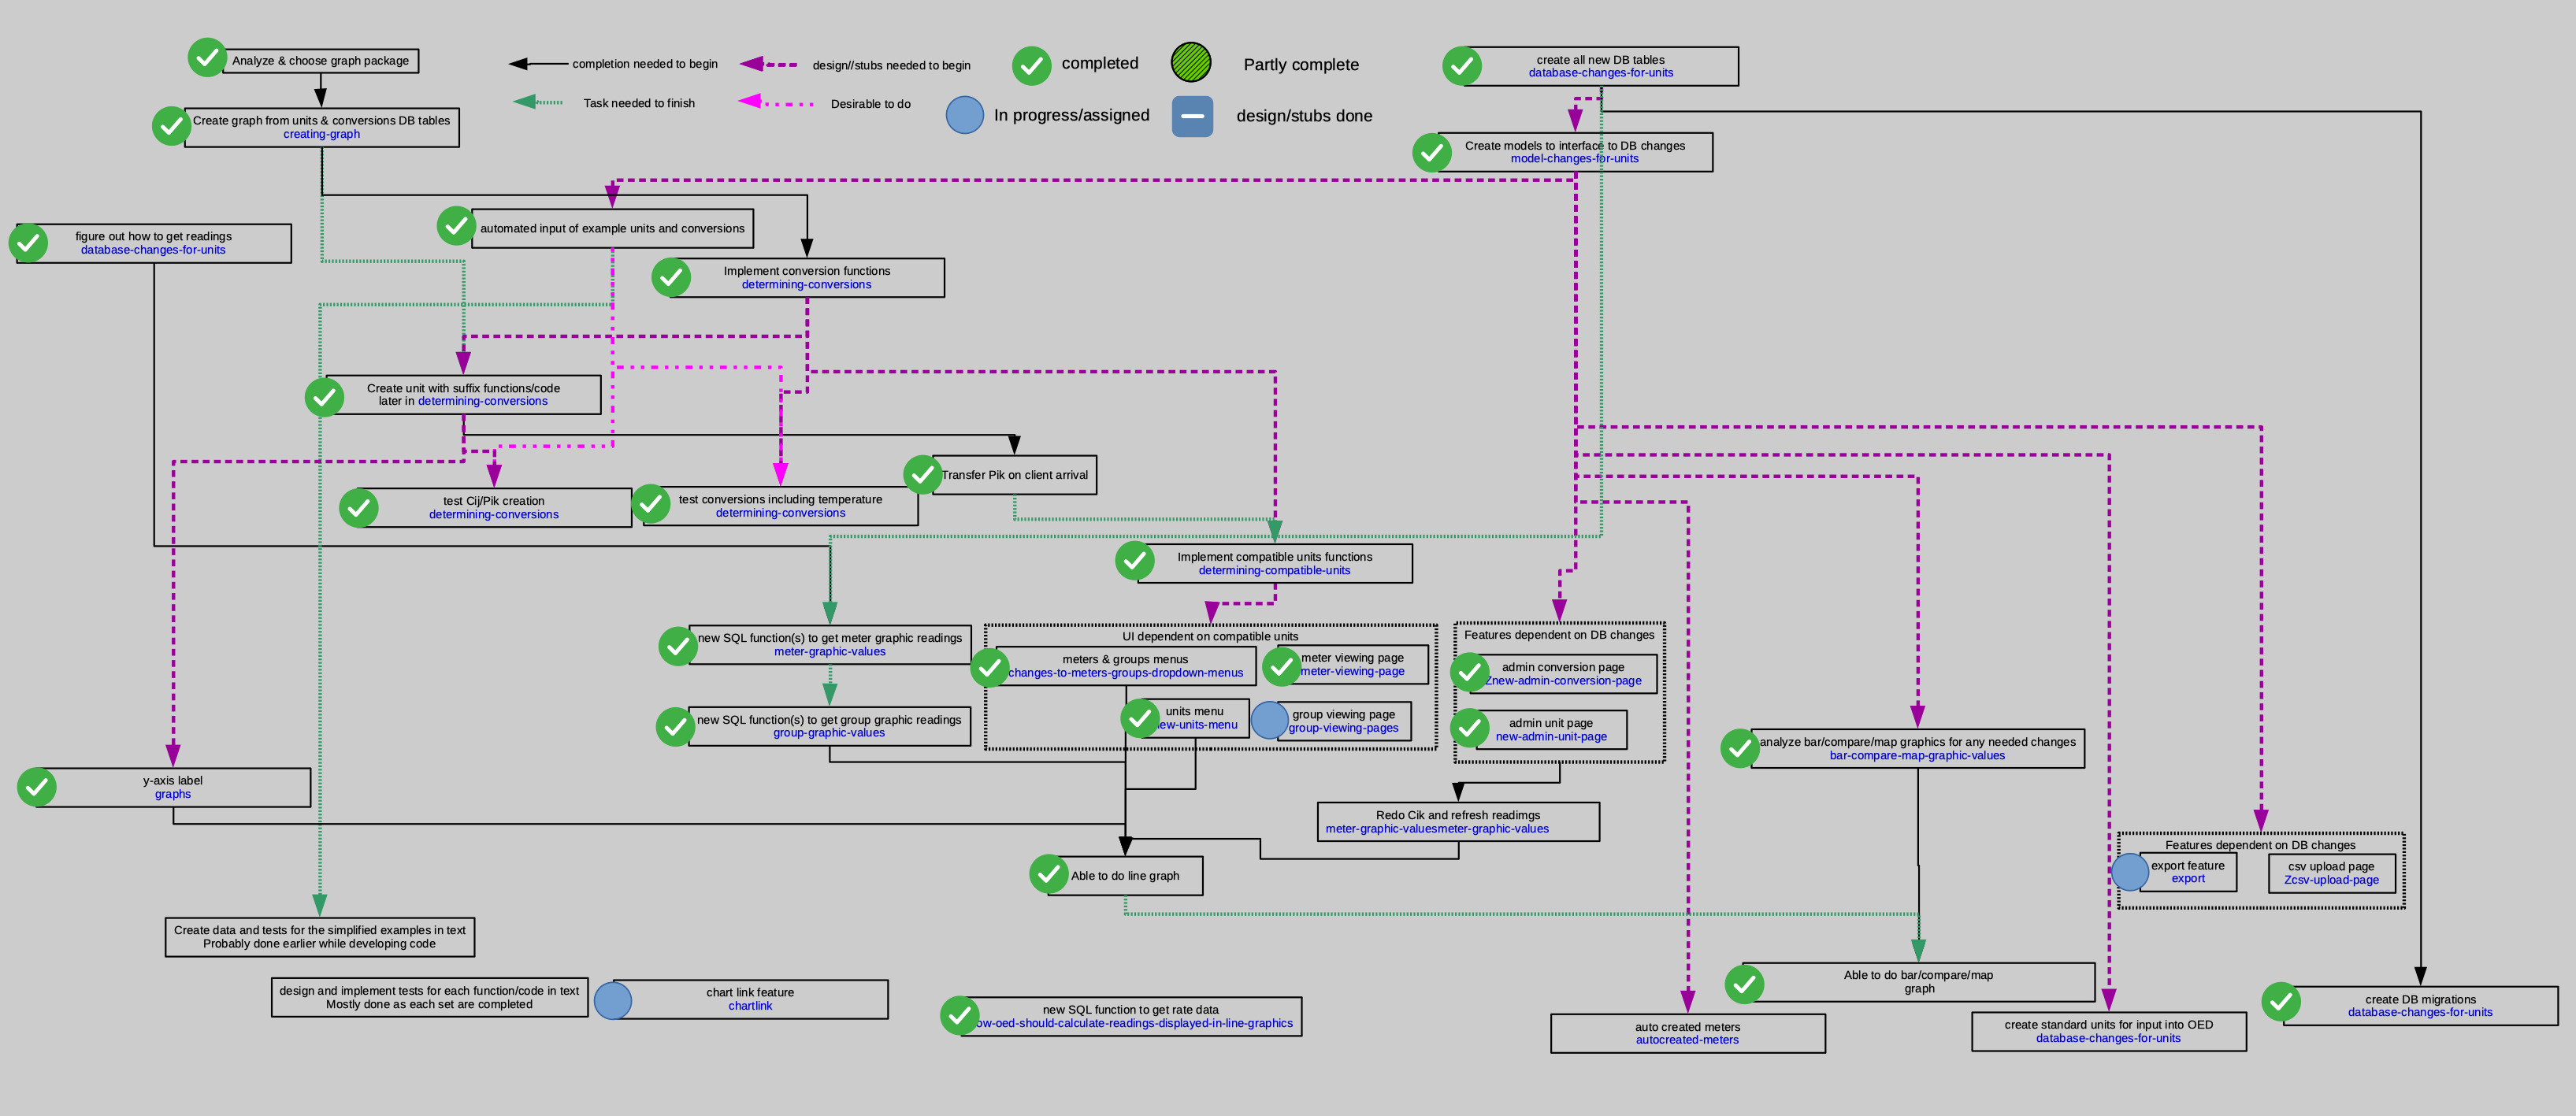 Analyze & choose graph package
completion needed to begin
design//stubs needed to begin
completed
Partly complete
create all new DB tables
database-changes-for-units
Task needed to finish
Desirable to do
In progress/assigned
design/stubs done
Create graph from units & conversions DB tables
creating-graph
Create models to interface to DB changes
model-changes-for-units
figure out how to get readings
database-changes-for-units
automated input of example units and conversions
Implement conversion functions
determining-conversions
Create unit with suffix functions/code
later in determining-conversions
Transfer Pik on client arrival
test Cij/Pik creation
determining-conversions
test conversions including temperature
determining-conversions
Implement compatible units functions
determining-compatible-units
new SQL function(s) to get meter graphic readings
meter-graphic-values
UI dependent on compatible units
meters & groups menus
changes-to-meters-groups-dropdown-menus
meter viewing page
meter-viewing-page
units menu
ew-units-menu
group viewing page
group-viewing-pages
Features dependent on DB changes
admin conversion page
Znew-admin-conversion-page
admin unit page
new-admin-unit-page
new SQL function(s) to get group graphic readings
group-graphic-values
analyze bar/compare/map graphics for any needed changes
bar-compare-map-graphic-values
y-axis label
graphs
Redo Cik and refresh readimgs
meter-graphic-valuesmeter-graphic-values
Features dependent on DB changes
export feature
export
csv upload page
Zcsv-upload-page
Able to do line graph
Create data and tests for the simplified examples in text
Probably done earlier while developing code
design and implement tests for each function/code in text
Mostly done as each set are completed
chart link feature
chartlink
new SQL function to get rate data
ow-oed-should-calculate-readings-displayed-in-line-graphics
Able to do bar/compare/map
graph
auto created meters
autocreated-meters
create standard units for input into OED
database-changes-for-units
create DB migrations
database-changes-for-units